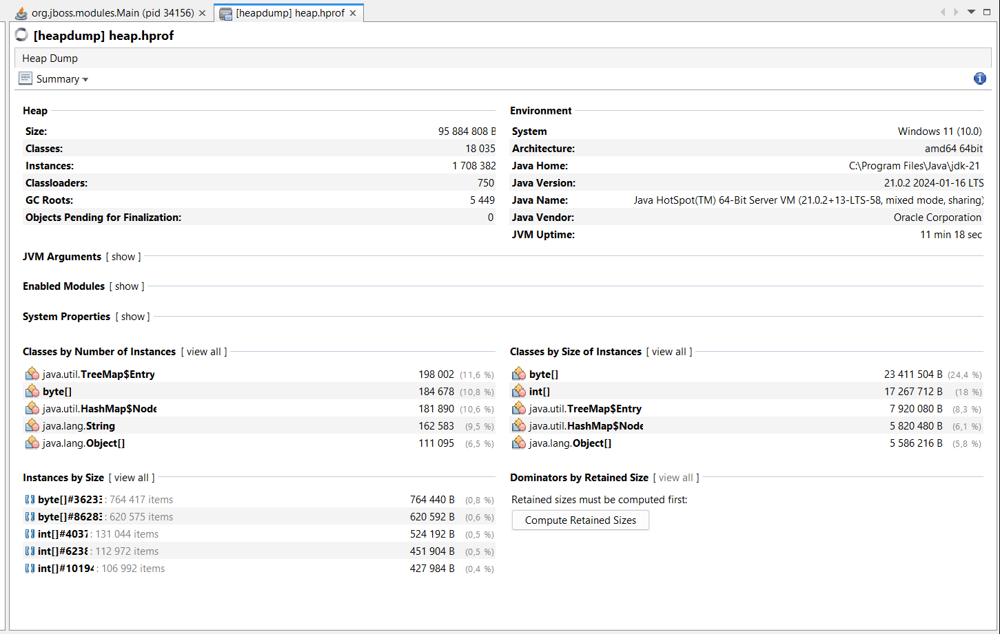 org.jboss.modules.Main (pid 34156)
[heapdump] heap.hprof
[heapdump] heap.hprof
Heap Dump
Summary
Heap
Size: 95 884 808 B
Classes: 18 035
Instances: 1 708 382
Classloaders: 750
GC Roots: 5 449
Objects Pending for Finalization: 0
Environment
System Windows 11 (10.0)
Architecture: amd64 64bit
Java Home: C:\Program Files\Java\jdk-21
Java Version: 21.0.2 2024-01-16 LTS
Java Name: Java HotSpot(TM) 64-Bit Server VM (21.0.2+13-LTS-58, mixed mode, sharing)
Java Vendor: Oracle Corporation
JVM Uptime: 11 min 18 sec
JVM Arguments [ show ]
Enabled Modules [ show ]
System Properties [ show ]
Classes by Number of Instances [ view all ]
java.util.TreeMap$Entry 198 002 (11,6 %)
byte[] 184 678 (10,8 %)
java.util.HashMap$Node 181 890 (10,6 %)
java.lang.String 162 583 (9,5 %)
java.lang.Object[] 111 095 (6,5 %)
Classes by Size of Instances [ view all ]
byte[] 23 411 504 B (24,4 %)
int[] 17 267 712 B (18 %)
java.util.TreeMap$Entry 7 920 080 B (8,3 %)
java.util.HashMap$Node 5 820 480 B (6,1 %)
java.lang.Object[] 5 586 216 B (5,8 %)
Instances by Size [ view all ]
byte[]#36233 : 764 417 items 764 440 B (0,8 %)
byte[]#86283 : 620 575 items 620 592 B (0,6 %)
int[]#4037 : 131 044 items 524 192 B (0,5 %)
int[]#6238 : 112 972 items 451 904 B (0,5 %)
int[]#10194 : 106 992 items 427 984 B (0,4 %)
Dominators by Retained Size [ view all ]
Retained sizes must be computed first:
Compute Retained Sizes